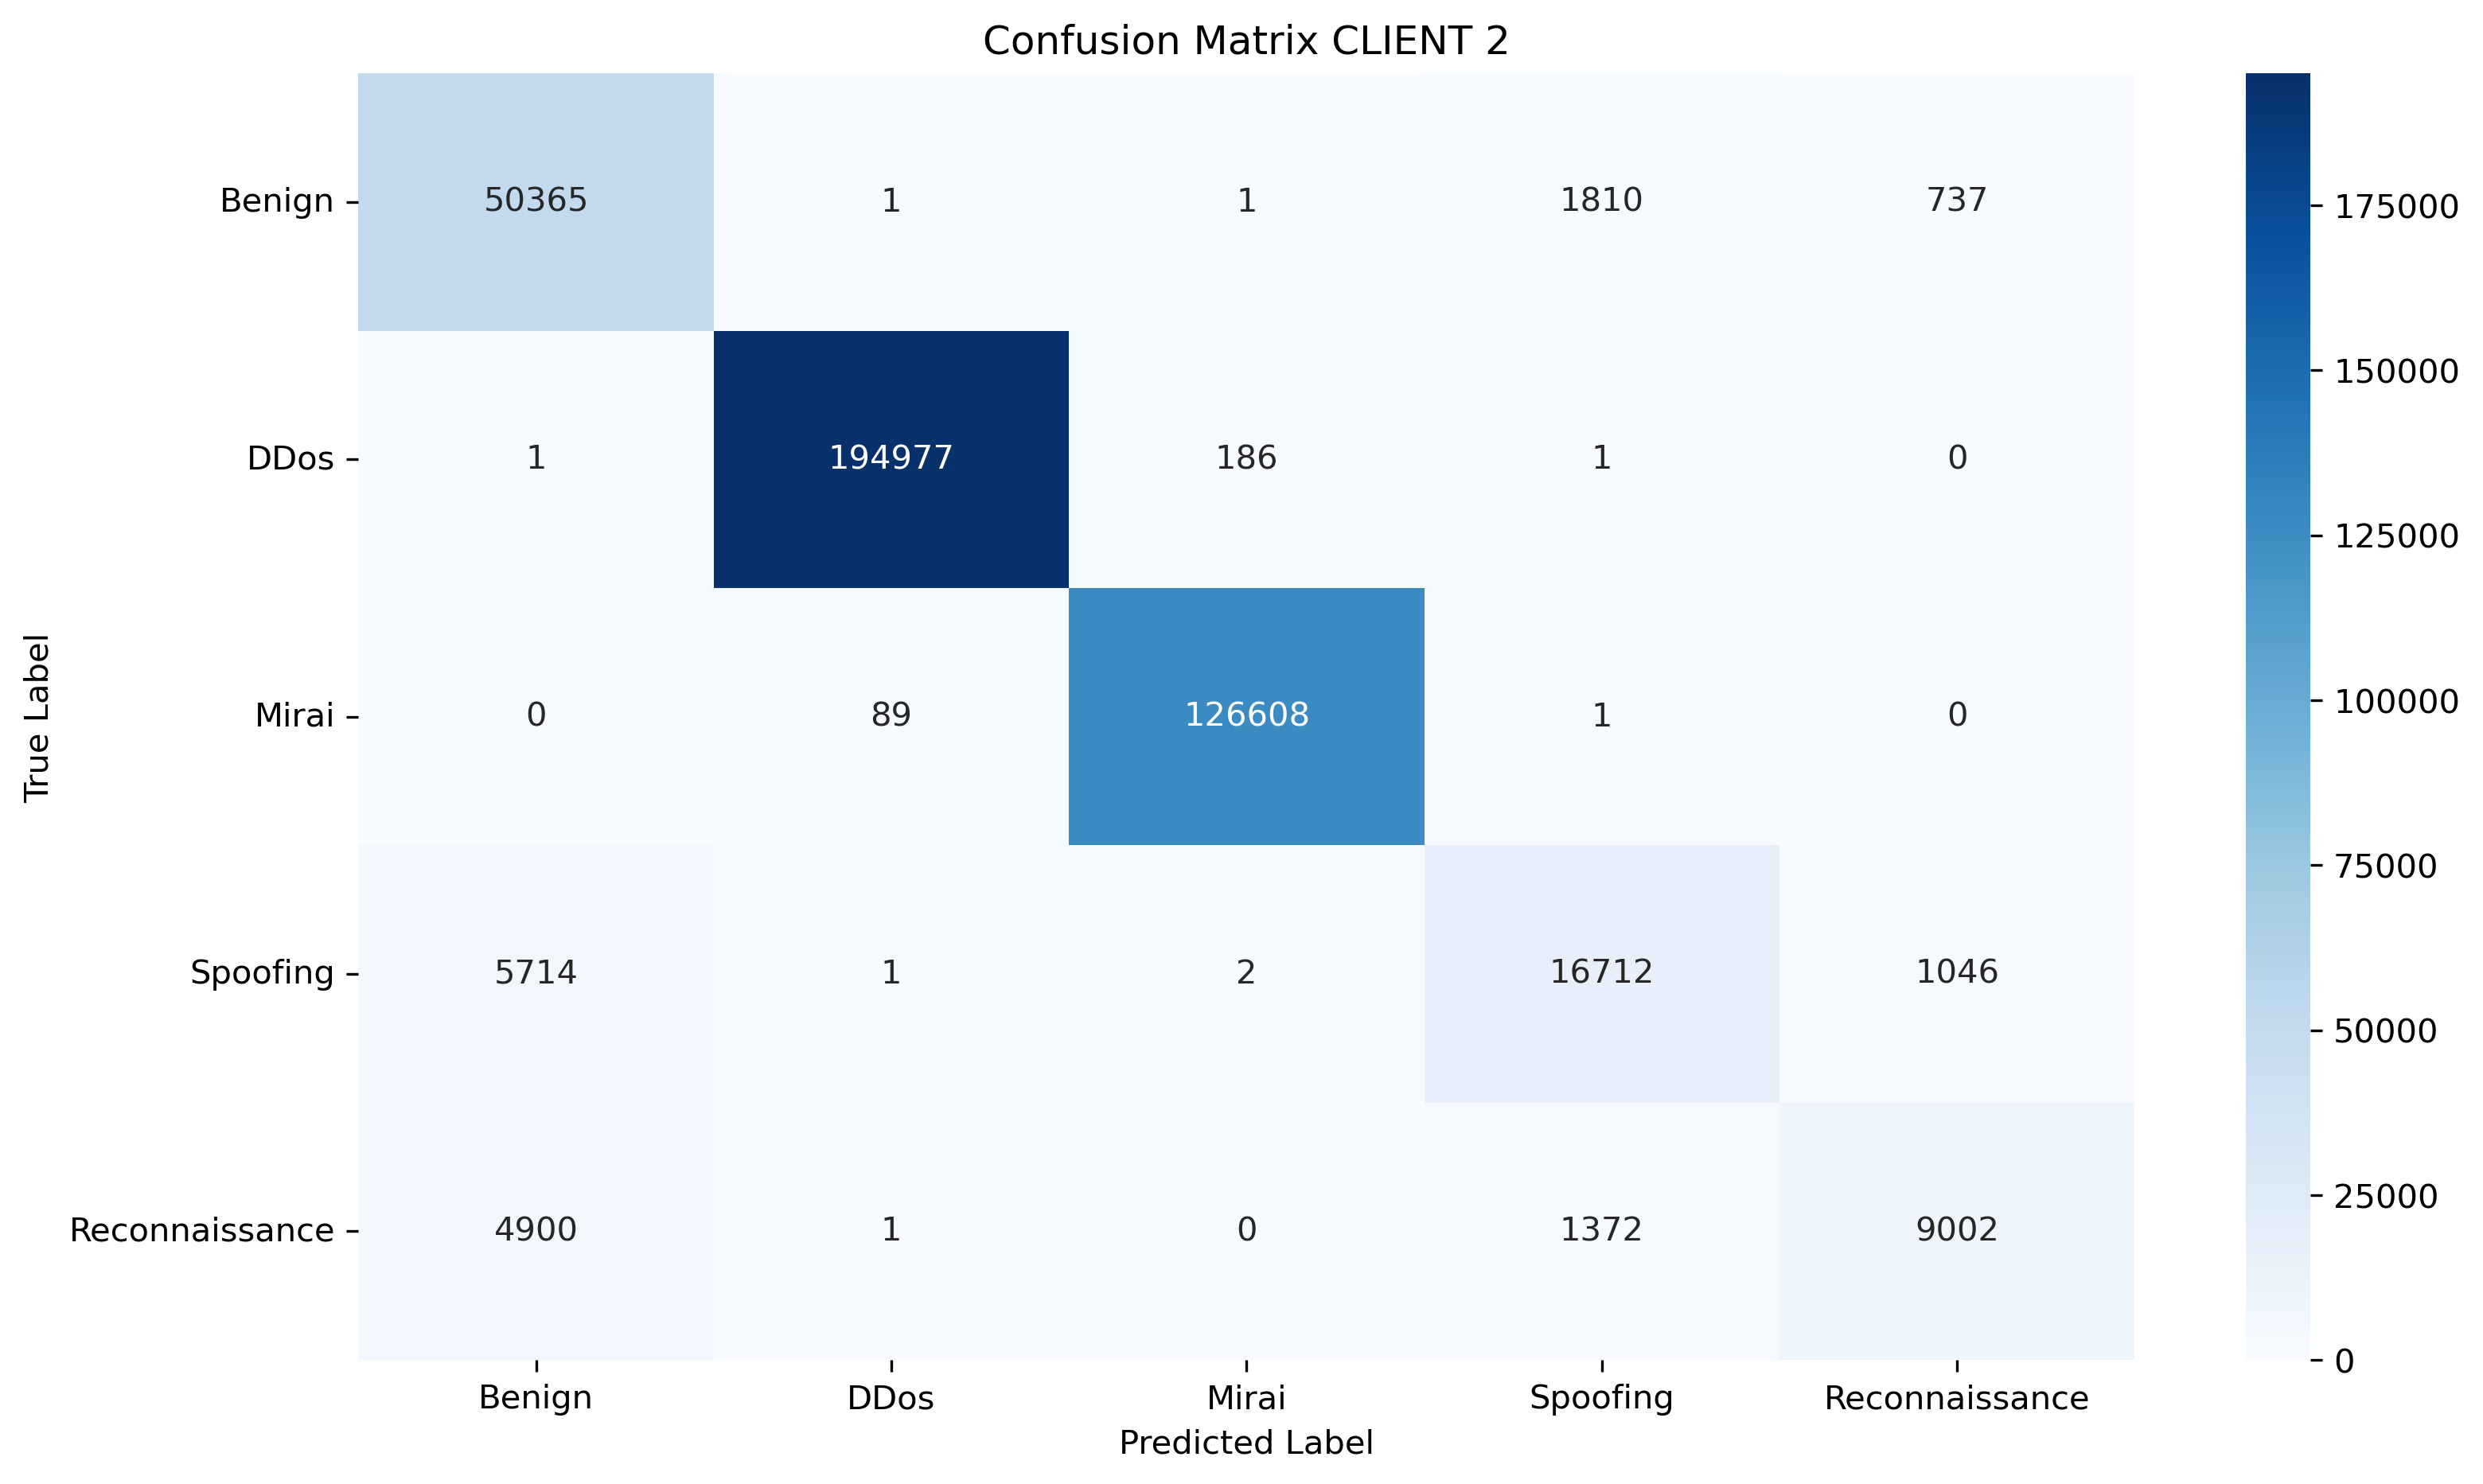 Confusion Matrix CLIENT 2
True Label
Benign 50365 1 1 1810 737
DDos 1 194977 186 1 0
Mirai 0 89 126608 1 0
Spoofing 5714 1 2 16712 1046
Reconnaissance 4900 1 0 1372 9002
Benign DDos Mirai Spoofing Reconnaissance
Predicted Label
175000
150000
125000
100000
75000
50000
25000
0